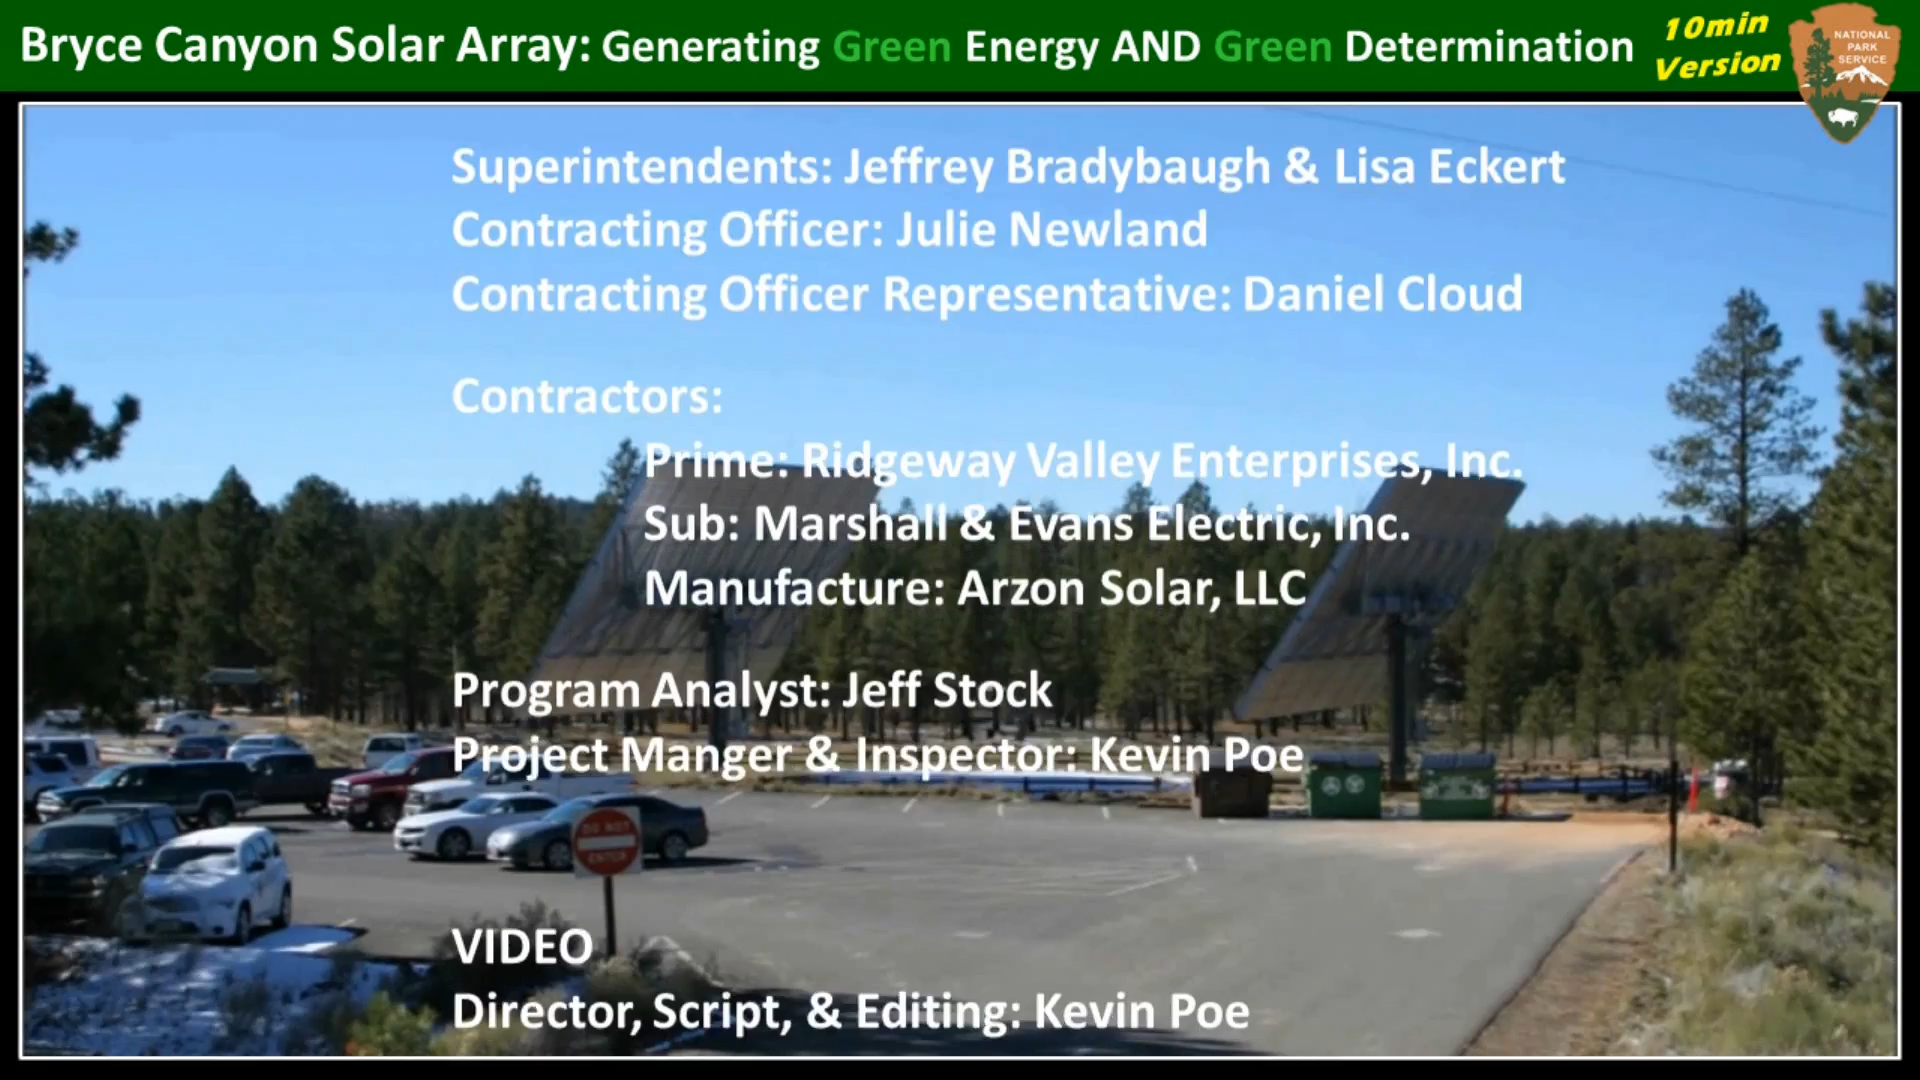 Bryce Canyon Solar Array: Generating Green Energy AND Green Determination
10min
Version
NATIONAL
PARK
SERVICE
Superintendents: Jeffrey Bradybaugh & Lisa Eckert
Contracting Officer: Julie Newland
Contracting Officer Representative: Daniel Cloud
Contractors:
Prime: Ridgeway Valley Enterprises, Inc.
Sub: Marshall & Evans Electric, Inc.
Manufacture: Arzon Solar, LLC
Program Analyst: Jeff Stock
Project Manger & Inspector: Kevin Poe
DO NOT
ENTER
VIDEO
Director, Script, & Editing: Kevin Poe